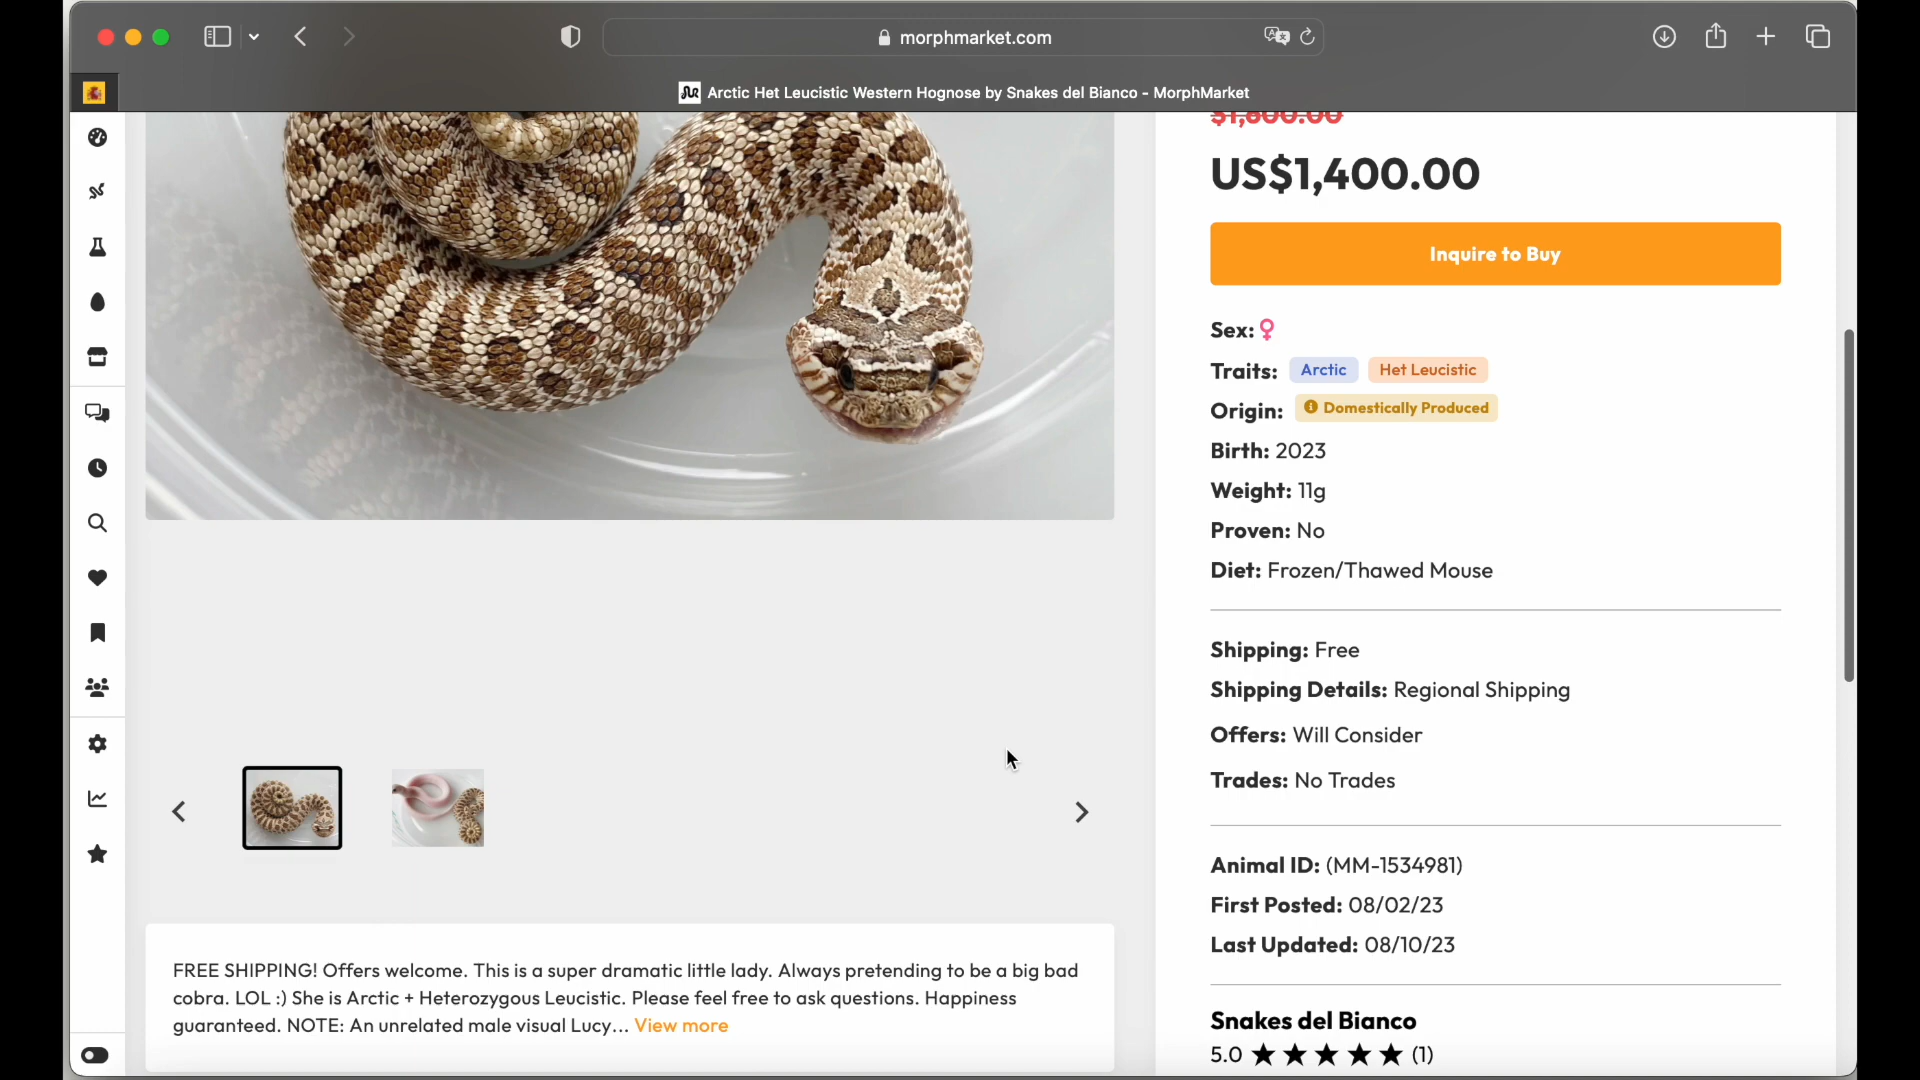 morphmarket.com
Arctic Het Leucistic Western Hognose by Snakes del Bianco - MorphMarket
$1,800.00
US$1,400.00
Inquire to Buy
Sex:
Traits: Arctic Het Leucistic
Origin: Domestically Produced
Birth: 2023
Weight: 11g
Proven: No
Diet: Frozen/Thawed Mouse
Shipping: Free
Shipping Details: Regional Shipping
Offers: Will Consider
Trades: No Trades
Animal ID: (MM-1534981)
First Posted: 08/02/23
Last Updated: 08/10/23
FREE SHIPPING! Offers welcome. This is a super dramatic little lady. Always pretending to be a big bad
cobra. LOL :) She is Arctic + Heterozygous Leucistic. Please feel free to ask questions. Happiness
guaranteed. NOTE: An unrelated male visual Lucy... View more
Snakes del Bianco
5.0 ★★★★★ (1)